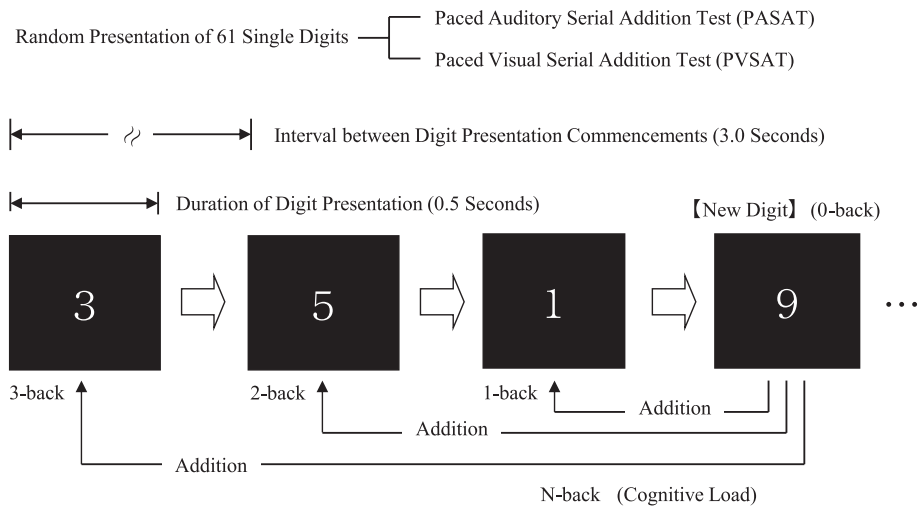 Paced Auditory Serial Addition Test (PASAT)
Random Presentation of 61 Single Digits
Paced Visual Serial Addition Test (PVSAT)
Interval between Digit Presentation Commencements (3.0 Seconds)
Duration of Digit Presentation (0.5 Seconds)
【New Digit】 (0-back)
3 5 1 9 …
3-back 2-back 1-back
Addition
Addition
Addition
N-back (Cognitive Load)